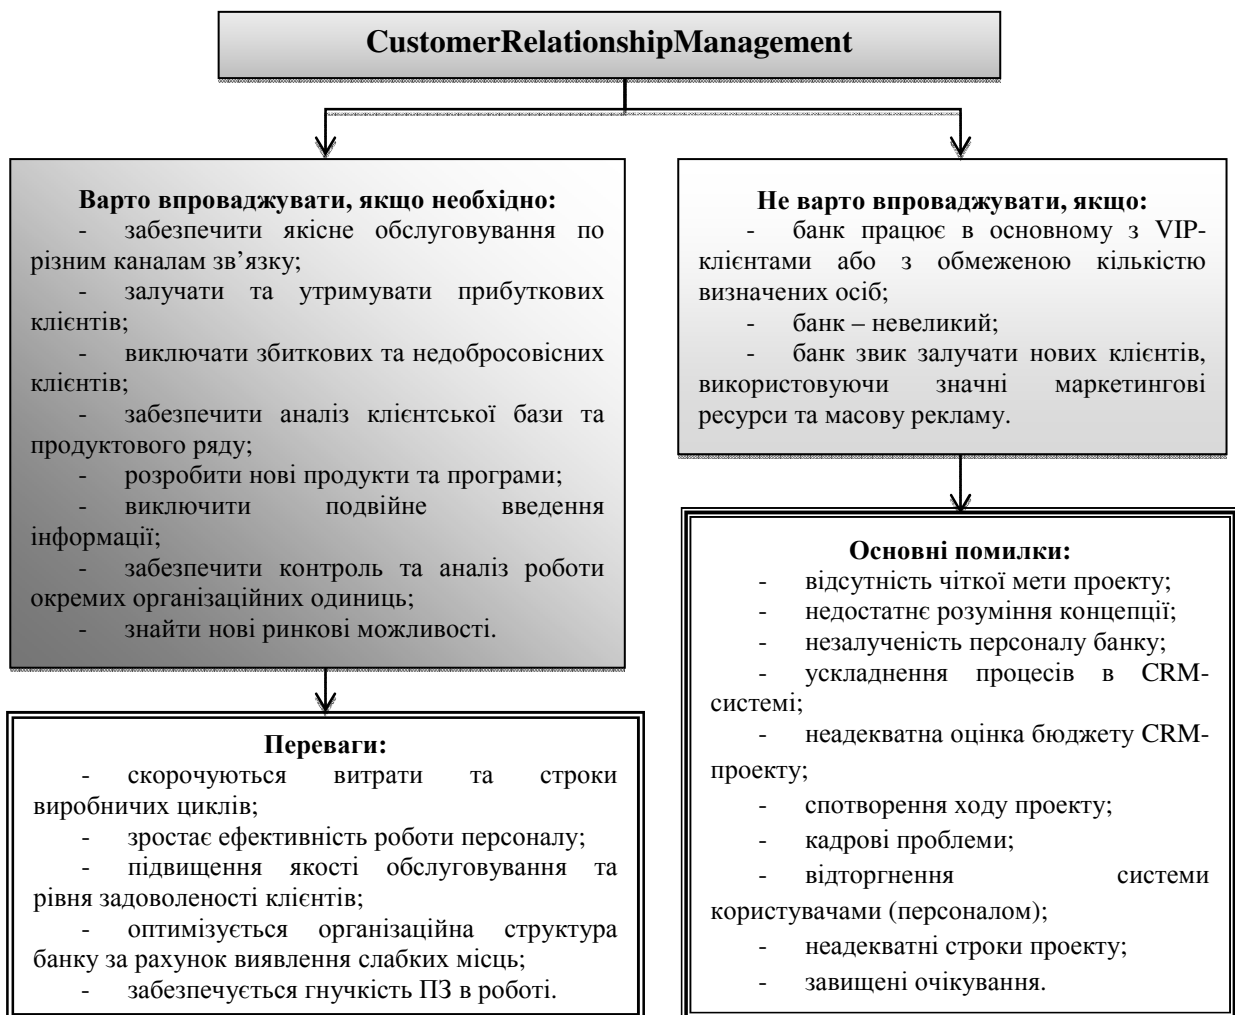 CustomerRelationshipManagement
Варто впроваджувати, якщо необхідно:
- забезпечити якісне обслуговування по
різним каналам зв’язку;
- залучати та утримувати прибуткових
клієнтів;
- виключати збиткових та недобросовісних
клієнтів;
- забезпечити аналіз клієнтської бази та
продуктового ряду;
- розробити нові продукти та програми;
- виключити подвійне введення
інформації;
- забезпечити контроль та аналіз роботи
окремих організаційних одиниць;
- знайти нові ринкові можливості.
Переваги:
- скорочуються витрати та строки
виробничих циклів;
- зростає ефективність роботи персоналу;
- підвищення якості обслуговування та
рівня задоволеності клієнтів;
- оптимізується організаційна структура
банку за рахунок виявлення слабких місць;
- забезпечується гнучкість ПЗ в роботі.
Не варто впроваджувати, якщо:
- банк працює в основному з VIP-
клієнтами або з обмеженою кількістю
визначених осіб;
- банк – невеликий;
- банк звик залучати нових клієнтів,
використовуючи значні маркетингові
ресурси та масову рекламу.
Основні помилки:
- відсутність чіткої мети проекту;
- недостатнє розуміння концепції;
- незалученість персоналу банку;
- ускладнення процесів в CRM-
системі;
- неадекватна оцінка бюджету CRM-
проекту;
- спотворення ходу проекту;
- кадрові проблеми;
- відторгнення системи
користувачами (персоналом);
- неадекватні строки проекту;
- завищені очікування.